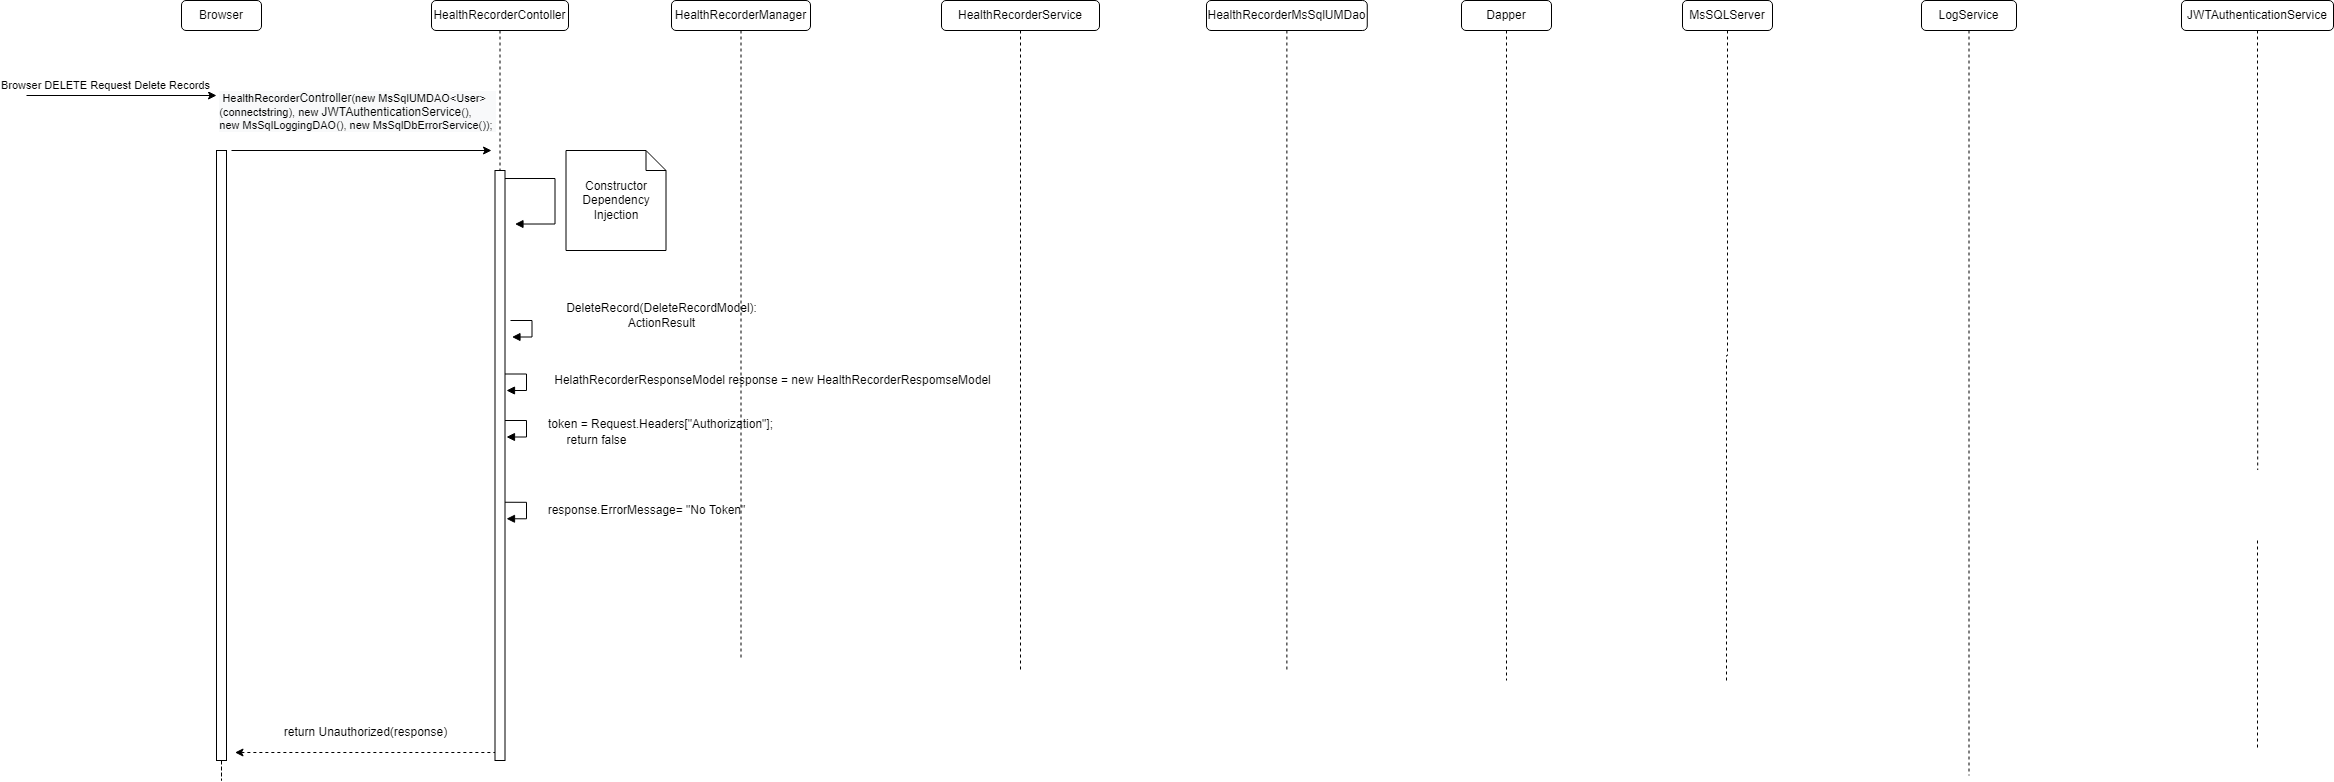 Browser
HealthRecorderContoller
HealthRecorderManager
HealthRecorderService
HealthRecorderMsSqlUMDao
Dapper
MsSQLServer
LogService
JWTAuthenticationService
Browser DELETE Request Delete Records
HealthRecorderController(new MsSqlUMDAO<User>
(connectstring), new JWTAuthenticationService(),
new MsSqlLoggingDAO(), new MsSqlDbErrorService());
Constructor
Dependency
Injection
DeleteRecord(DeleteRecordModel):
ActionResult
HelathRecorderResponseModel response = new HealthRecorderRespomseModel
token = Request.Headers["Authorization"];
return false
response.ErrorMessage= "No Token"
return Unauthorized(response)